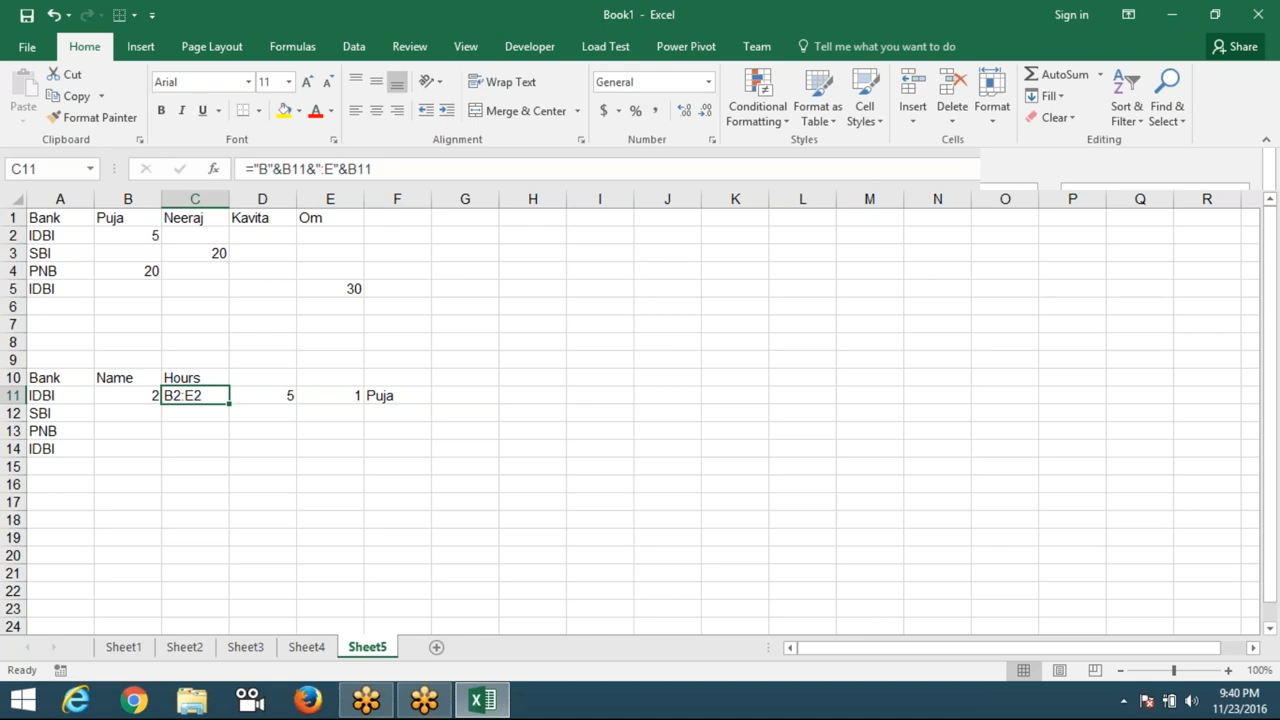 Book1 - Excel
Sign in
File Home Insert Page Layout Formulas Data Review View Developer Load Test Power Pivot Team Tell me what you want to do Share
Paste
Cut
Copy
Format Painter
Clipboard
Arial 11
B I U
Font
Wrap Text
Merge & Center
Alignment
General
$ % ,
Number
Conditional Formatting
Format as Table
Cell Styles
Styles
Insert Delete Format
Cells
AutoSum
Fill
Clear
Sort & Filter
Find & Select
Editing
C11 fx ="B"&B11&":E"&B11
A B C D E F G H I J K L M N O P Q R
1 Bank Puja Neeraj Kavita Om
2 IDBI 5
3 SBI 20
4 PNB 20
5 IDBI 30
6
7
8
9
10 Bank Name Hours
11 IDBI 2 B2:E2 5 1 Puja
12 SBI
13 PNB
14 IDBI
15
16
17
18
19
20
21
22
23
24
Sheet1 Sheet2 Sheet3 Sheet4 Sheet5
Ready 100%
9:40 PM
11/23/2016